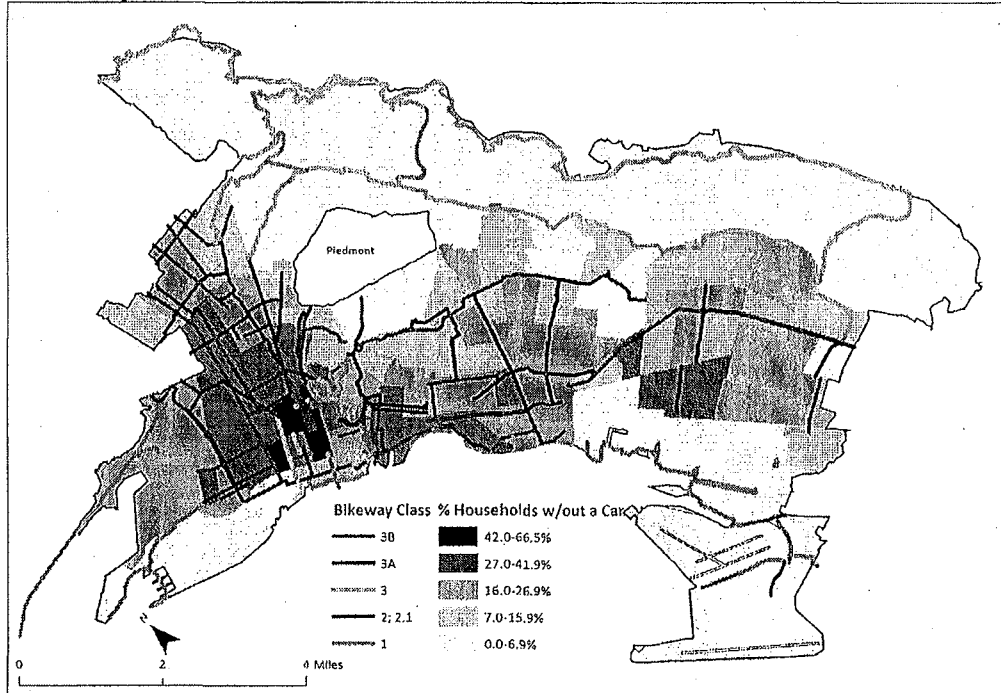 Piedmont
Bikeway Class % Households w/out a Car
3B 42.0-66.5%
3A 27.0-41.9%
3 16.0-26.9%
2; 2.1 7.0-15.9%
1 0.0-6.9%
N
0 2 4 Miles